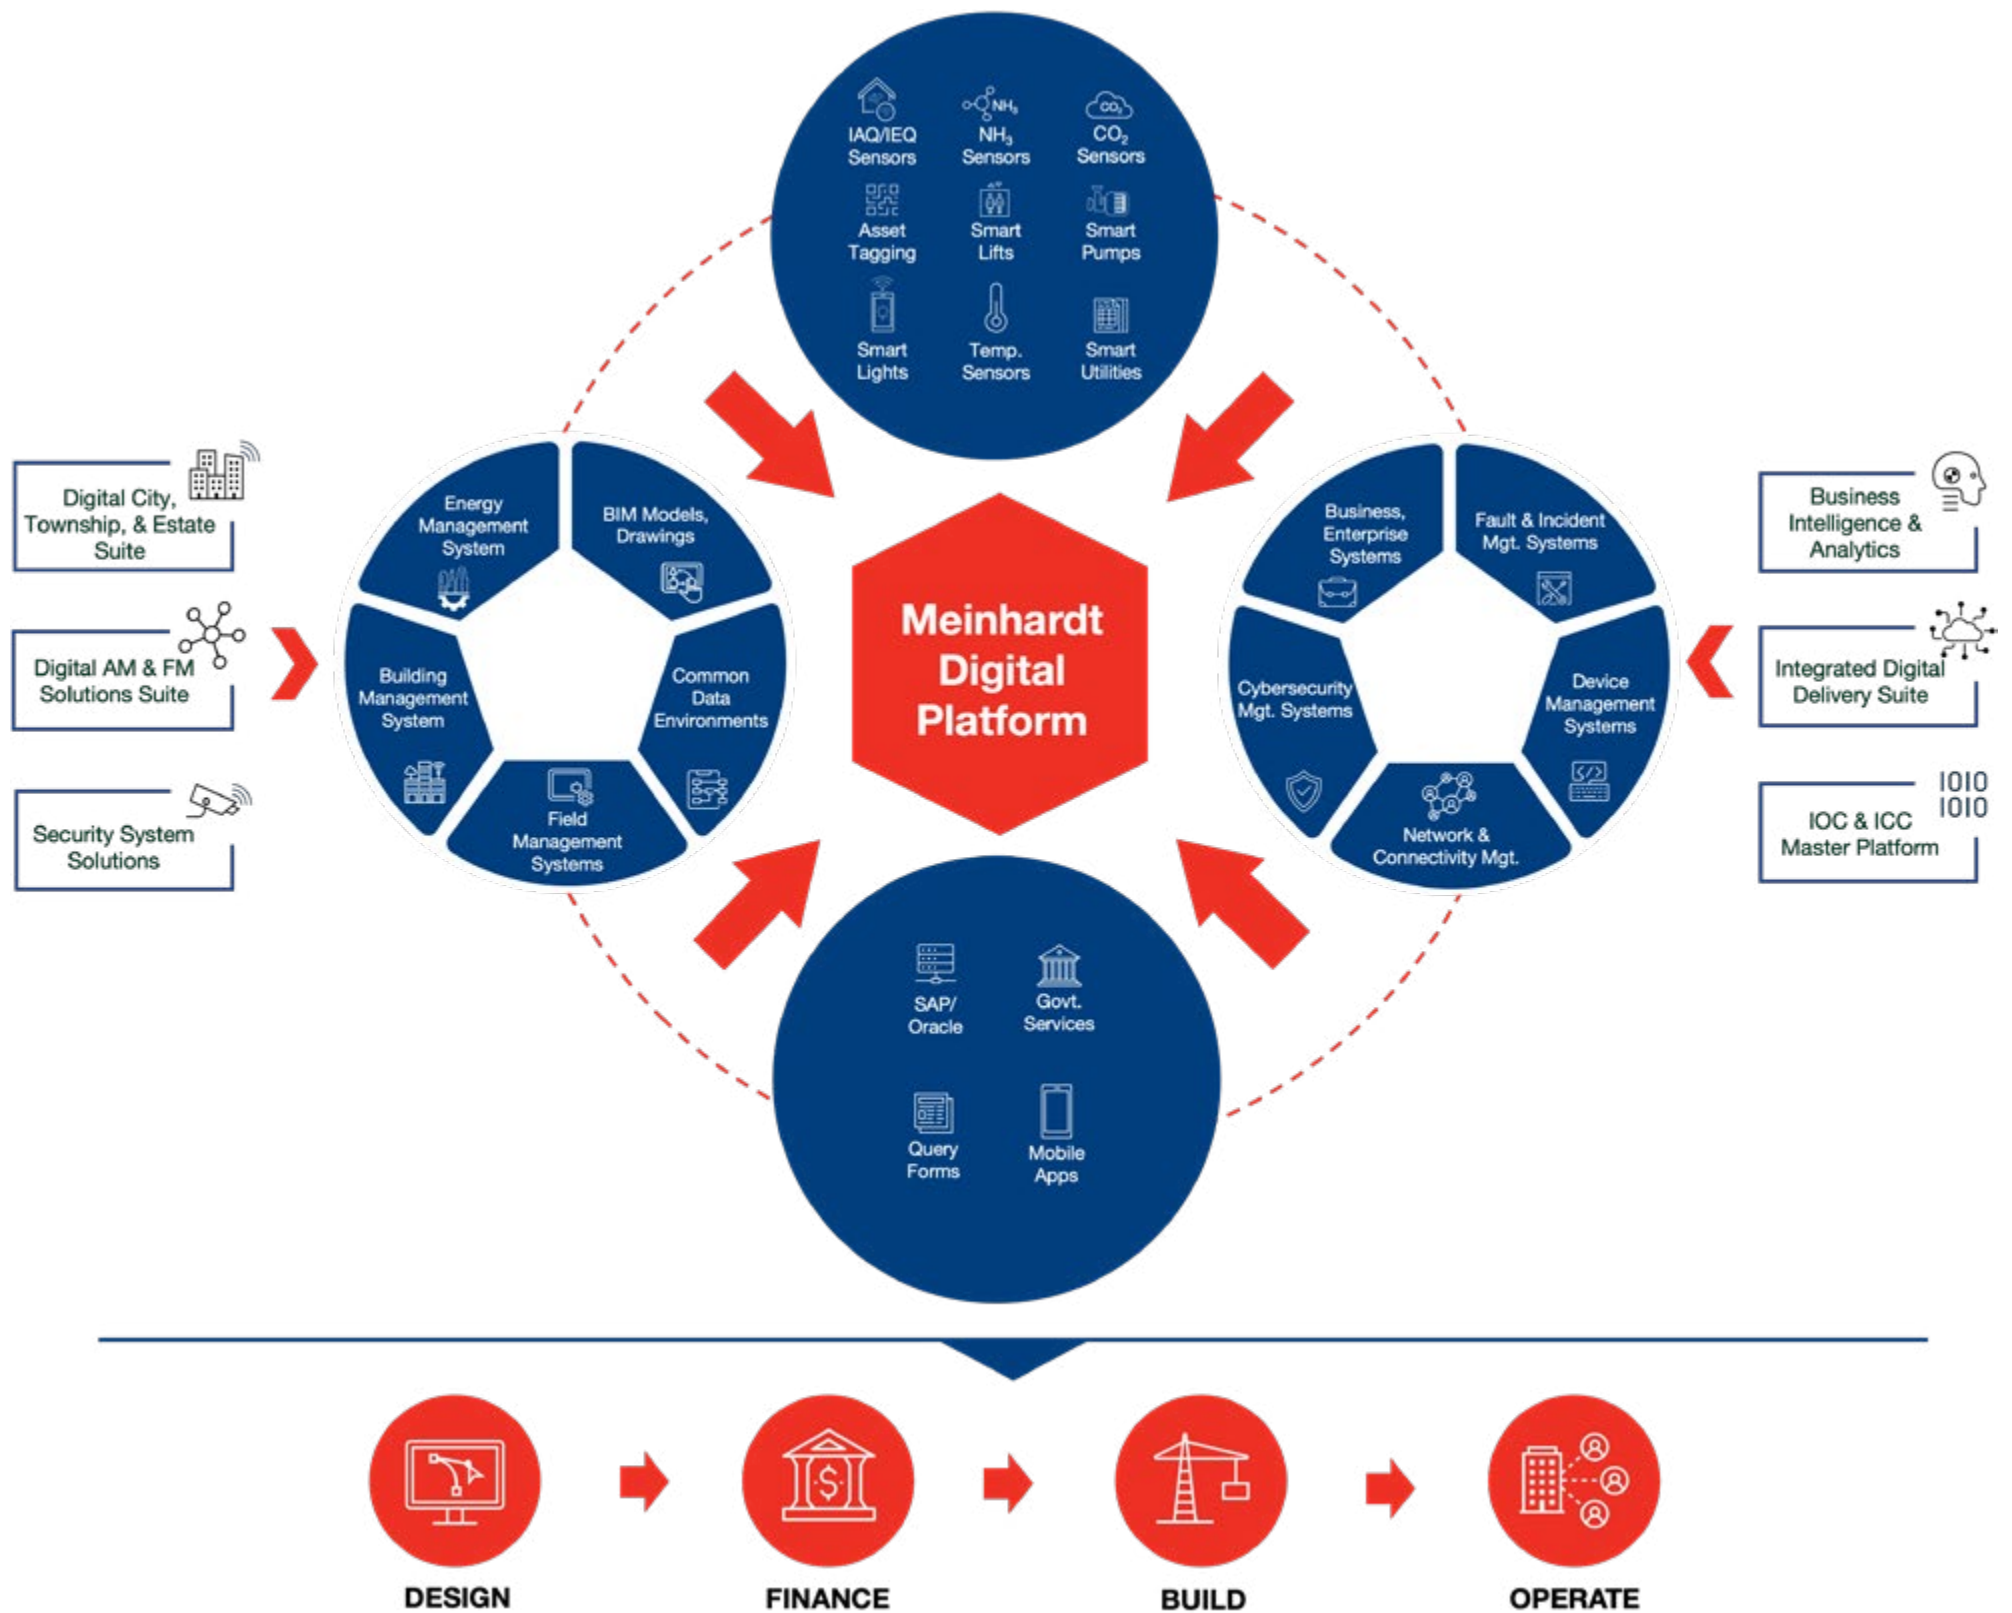 NH₃
CO₂
IAQ/IEQ
Sensors
NH₃
Sensors
CO₂
Sensors
Asset
Tagging
Smart
Lifts
Smart
Pumps
Smart
Lights
Temp.
Sensors
Smart
Utilities
Digital City,
Township, & Estate
Suite
Digital AM & FM
Solutions Suite
Security System
Solutions
Energy
Management
System
BIM Models,
Drawings
Building
Management
System
Common
Data
Environments
Field
Management
Systems
Meinhardt
Digital
Platform
Business,
Enterprise
Systems
Fault & Incident
Mgt. Systems
Cybersecurity
Mgt. Systems
Device
Management
Systems
Network &
Connectivity Mgt.
Business
Intelligence &
Analytics
Integrated Digital
Delivery Suite
1010
1010
IOC & ICC
Master Platform
SAP/
Oracle
Govt.
Services
Query
Forms
Mobile
Apps
$
DESIGN
FINANCE
BUILD
OPERATE